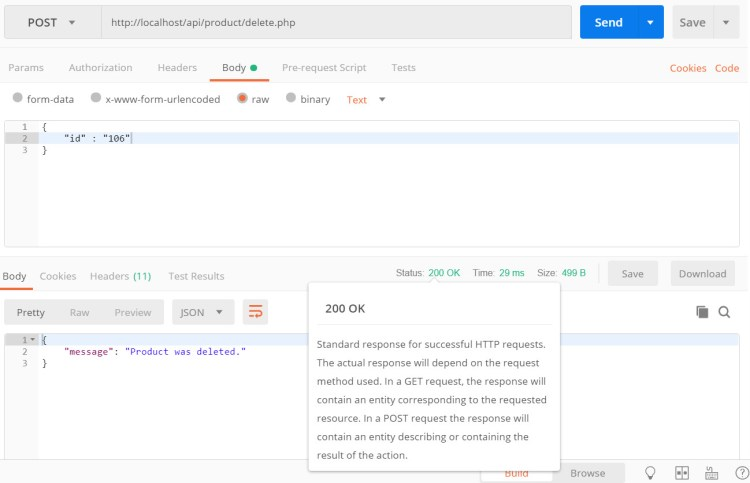 POST http://localhost/api/product/delete.php Send Save
Params Authorization Headers Body Pre-request Script Tests Cookies Code
form-data x-www-form-urlencoded raw binary Text
1 {
2 "id" : "106"
3 }
Body Cookies Headers (11) Test Results Status: 200 OK Time: 29 ms Size: 499 B Save Download
Pretty Raw Preview JSON
1 {
2 "message": "Product was deleted."
3 }
200 OK
Standard response for successful HTTP requests.
The actual response will depend on the request
method used. In a GET request, the response will
contain an entity corresponding to the requested
resource. In a POST request the response will
contain an entity describing or containing the
result of the action.
Build Browse